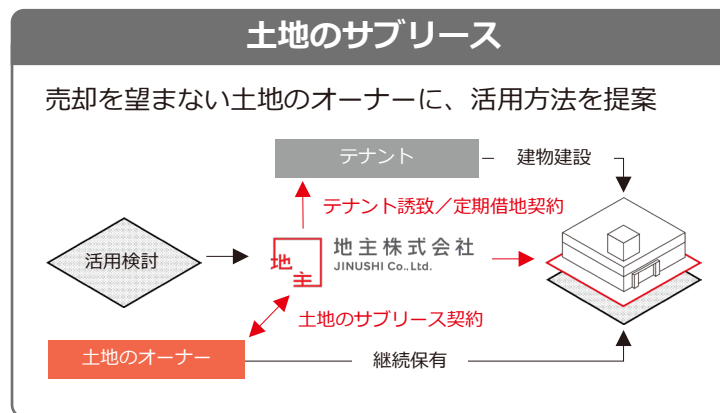 土地のサブリース
売却を望まない土地のオーナーに、活用方法を提案
テナント
建物建設
テナント誘致／定期借地契約
活用検討
地主
地主株式会社
JINUSHI Co., Ltd.
土地のサブリース契約
土地のオーナー
継続保有